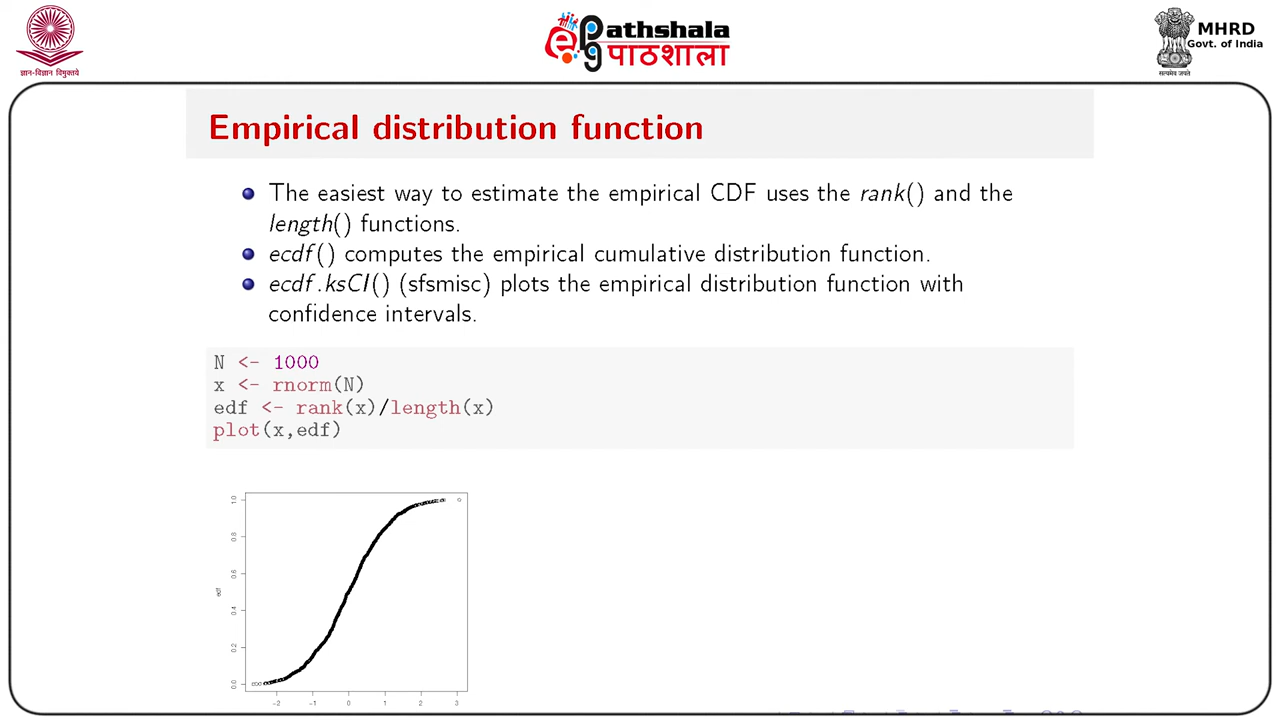 ज्ञान-विज्ञान विमुक्तये
ePG Pathshala
पाठशाला
MHRD
Govt. of India
सत्यमेव जयते
Empirical distribution function
The easiest way to estimate the empirical CDF uses the rank() and the
length() functions.
ecdf() computes the empirical cumulative distribution function.
ecdf.ksCI() (sfsmisc) plots the empirical distribution function with
confidence intervals.
N <- 1000
x <- rnorm(N)
edf <- rank(x)/length(x)
plot(x,edf)
1.0
0.8
0.6
edf
0.4
0.2
0.0
−2 −1 0 1 2 3